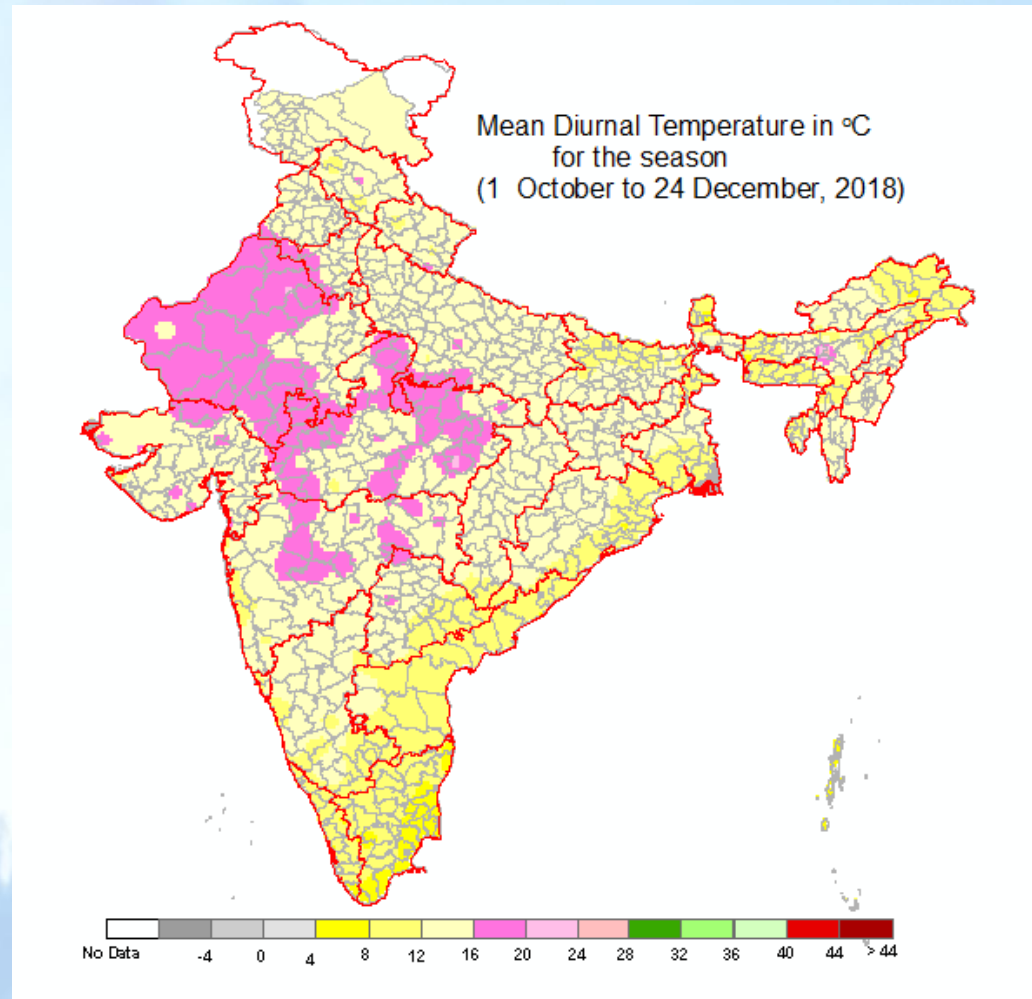 Mean Diurnal Temperature in ºC
for the season
(1 October to 24 December, 2018)
No Data -4 0 4 8 12 16 20 24 28 32 36 40 44 > 44